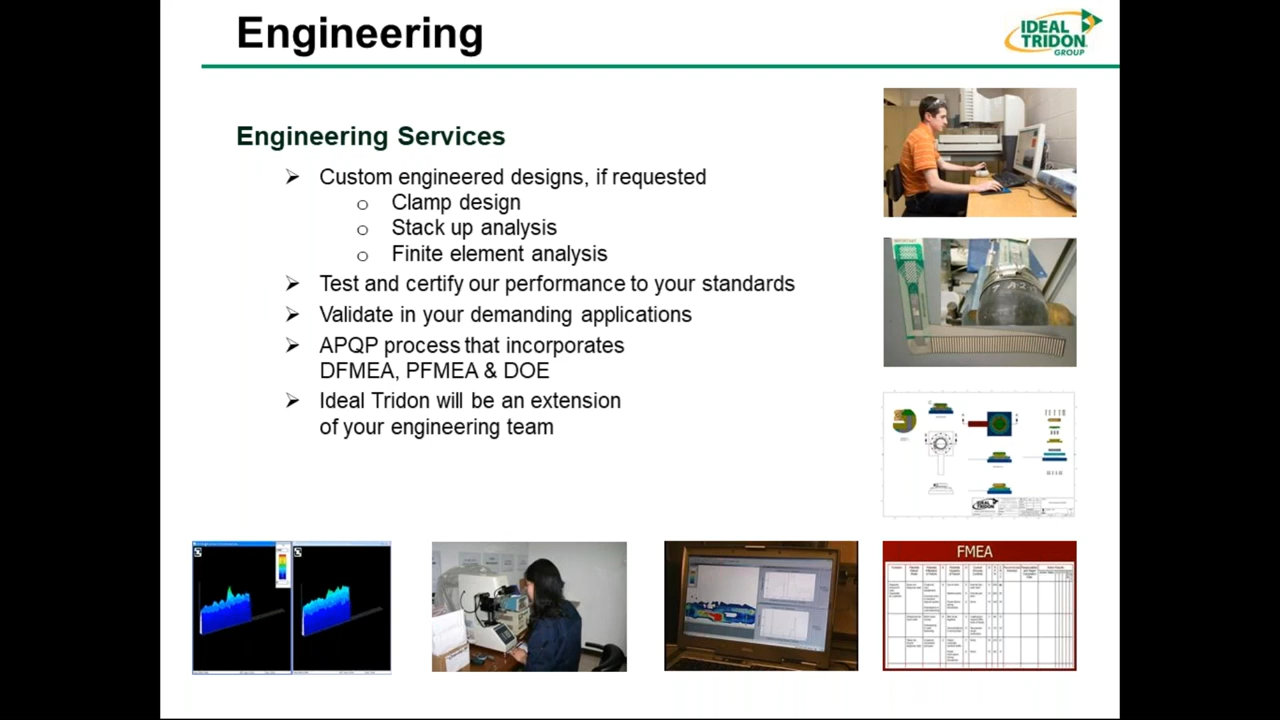 Engineering
IDEAL
TRIDON
GROUP
Engineering Services
Custom engineered designs, if requested
Clamp design
Stack up analysis
Finite element analysis
Test and certify our performance to your standards
Validate in your demanding applications
APQP process that incorporates
DFMEA, PFMEA & DOE
Ideal Tridon will be an extension
of your engineering team
IDEAL
TRIDON
FMEA